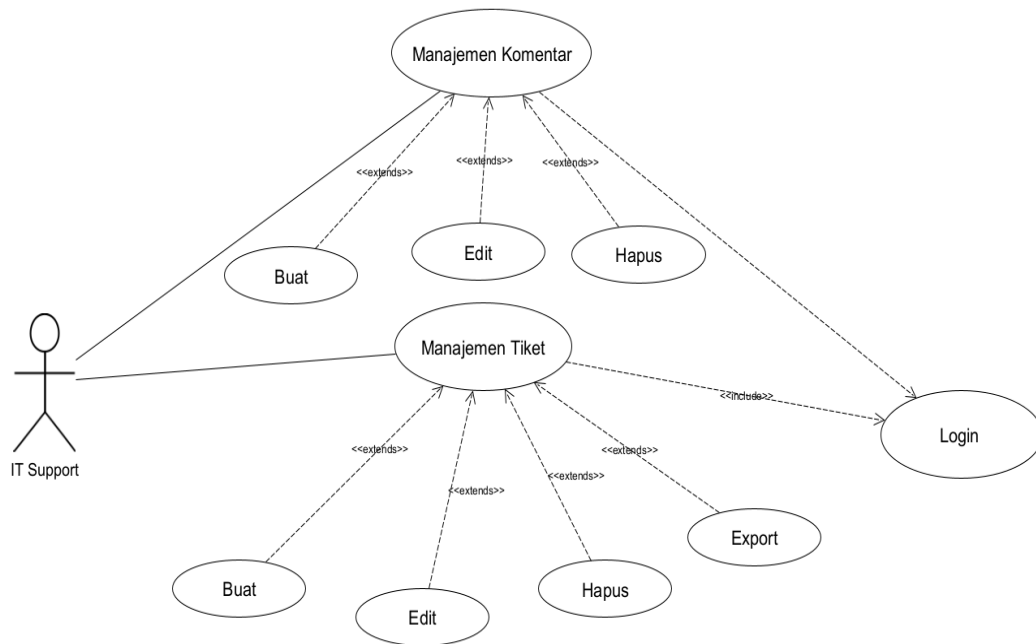 Manajemen Komentar
<<extends>>
<<extends>>
<<extends>>
Buat
Edit
Hapus
Manajemen Tiket
<<include>>
Login
IT Support
<<extends>>
<<extends>>
<<extends>>
<<extends>>
Export
Buat
Edit
Hapus